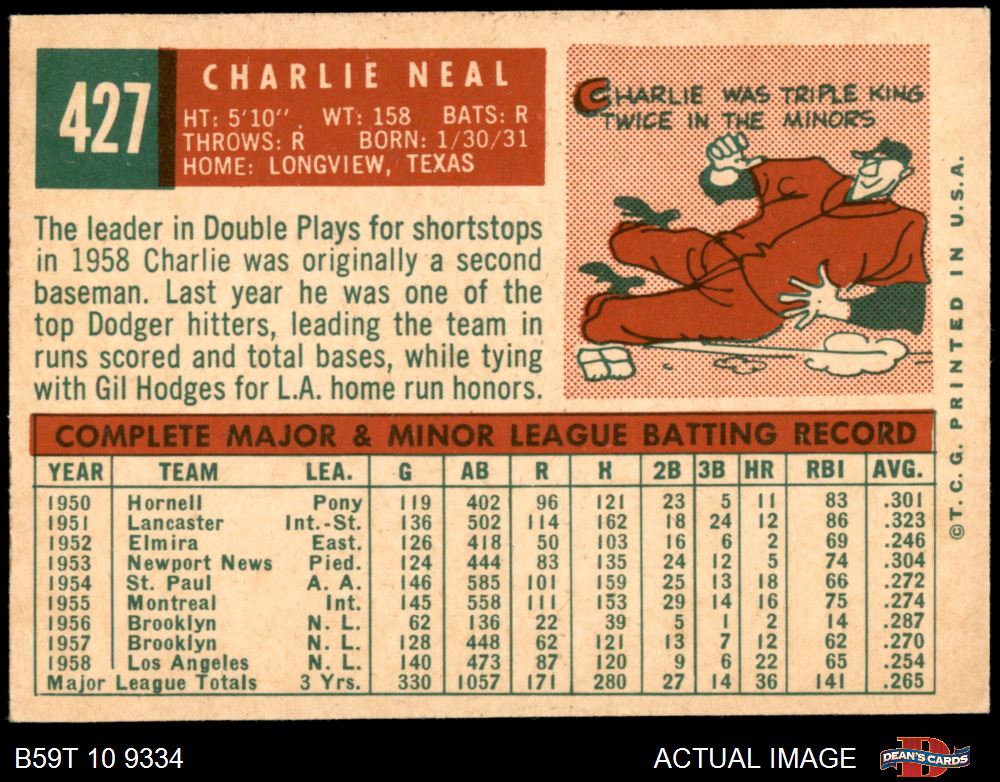 427
CHARLIE NEAL
HT: 5'10". WT: 158 BATS: R
THROWS: R BORN: 1/30/31
HOME: LONGVIEW, TEXAS
CHARLIE WAS TRIPLE KING
TWICE IN THE MINORS
The leader in Double Plays for shortstops
in 1958 Charlie was originally a second
baseman. Last year he was one of the
top Dodger hitters, leading the team in
runs scored and total bases, while tying
with Gil Hodges for L.A. home run honors.
COMPLETE MAJOR & MINOR LEAGUE BATTING RECORD
YEAR TEAM LEA. G AB R H 2B 3B HR RBI AVG.
1950 Hornell Pony 119 402 96 121 23 5 11 83 .301
1951 Lancaster Int.-St. 136 502 114 162 18 24 12 86 .323
1952 Elmira East. 126 418 50 103 16 6 2 69 .246
1953 Newport News Pied. 124 444 83 135 24 12 5 74 .304
1954 St. Paul A. A. 146 585 101 159 25 13 18 66 .272
1955 Montreal Int. 145 558 111 153 29 14 16 75 .274
1956 Brooklyn N. L. 62 136 22 39 5 1 2 14 .287
1957 Brooklyn N. L. 128 448 62 121 13 7 12 62 .270
1958 Los Angeles N. L. 140 473 87 120 9 6 22 65 .254
Major League Totals 3 Yrs. 330 1057 171 280 27 14 36 141 .265
©T. C. G. PRINTED IN U.S.A.
B59T 10 9334
ACTUAL IMAGE
DEAN'S CARDS